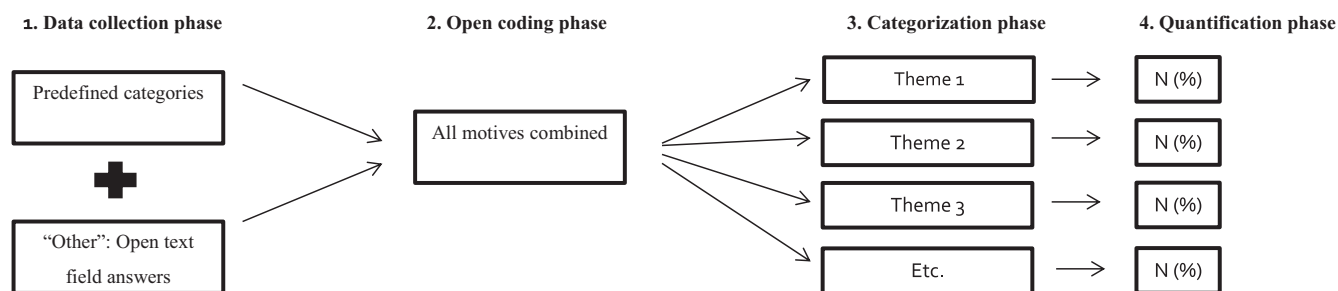 1. Data collection phase
2. Open coding phase
3. Categorization phase
4. Quantification phase
Predefined categories
“Other”: Open text
field answers
All motives combined
Theme 1
N (%)
Theme 2
N (%)
Theme 3
N (%)
Etc.
N (%)